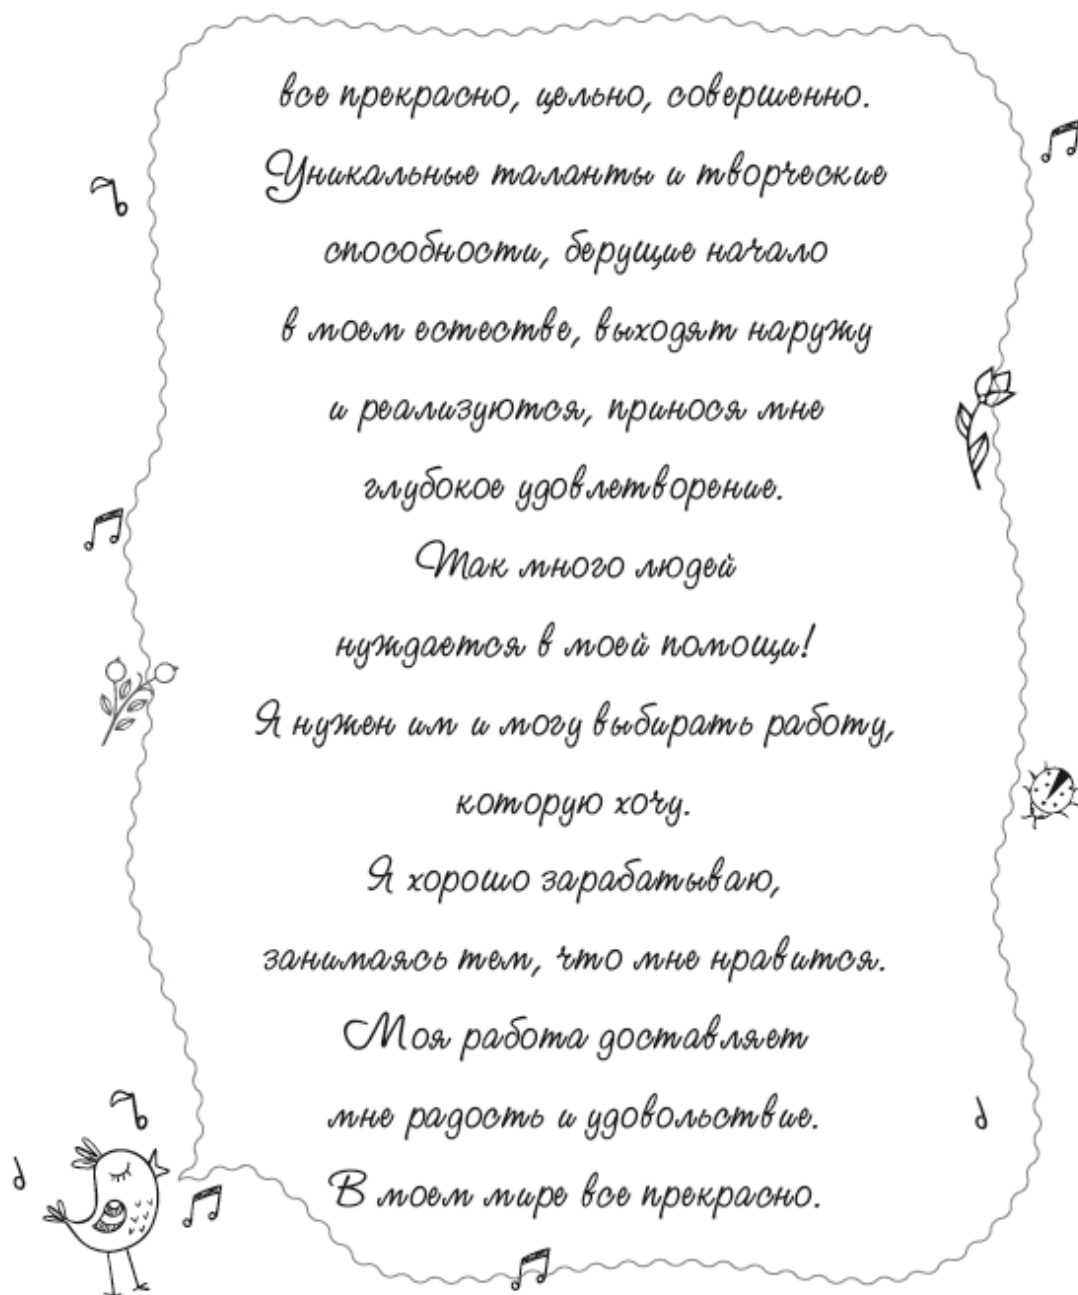 все прекрасно, цельно, совершенно.
Уникальные таланты и творческие
способности, берущие начало
в моем естестве, выходят наружу
и реализуются, принося мне
глубокое удовлетворение.
Так много людей
нуждается в моей помощи!
Я нужен им и могу выбирать работу,
которую хочу.
Я хорошо зарабатываю,
занимаясь тем, что мне нравится.
Моя работа доставляет
мне радость и удовольствие.
В моем мире все прекрасно.